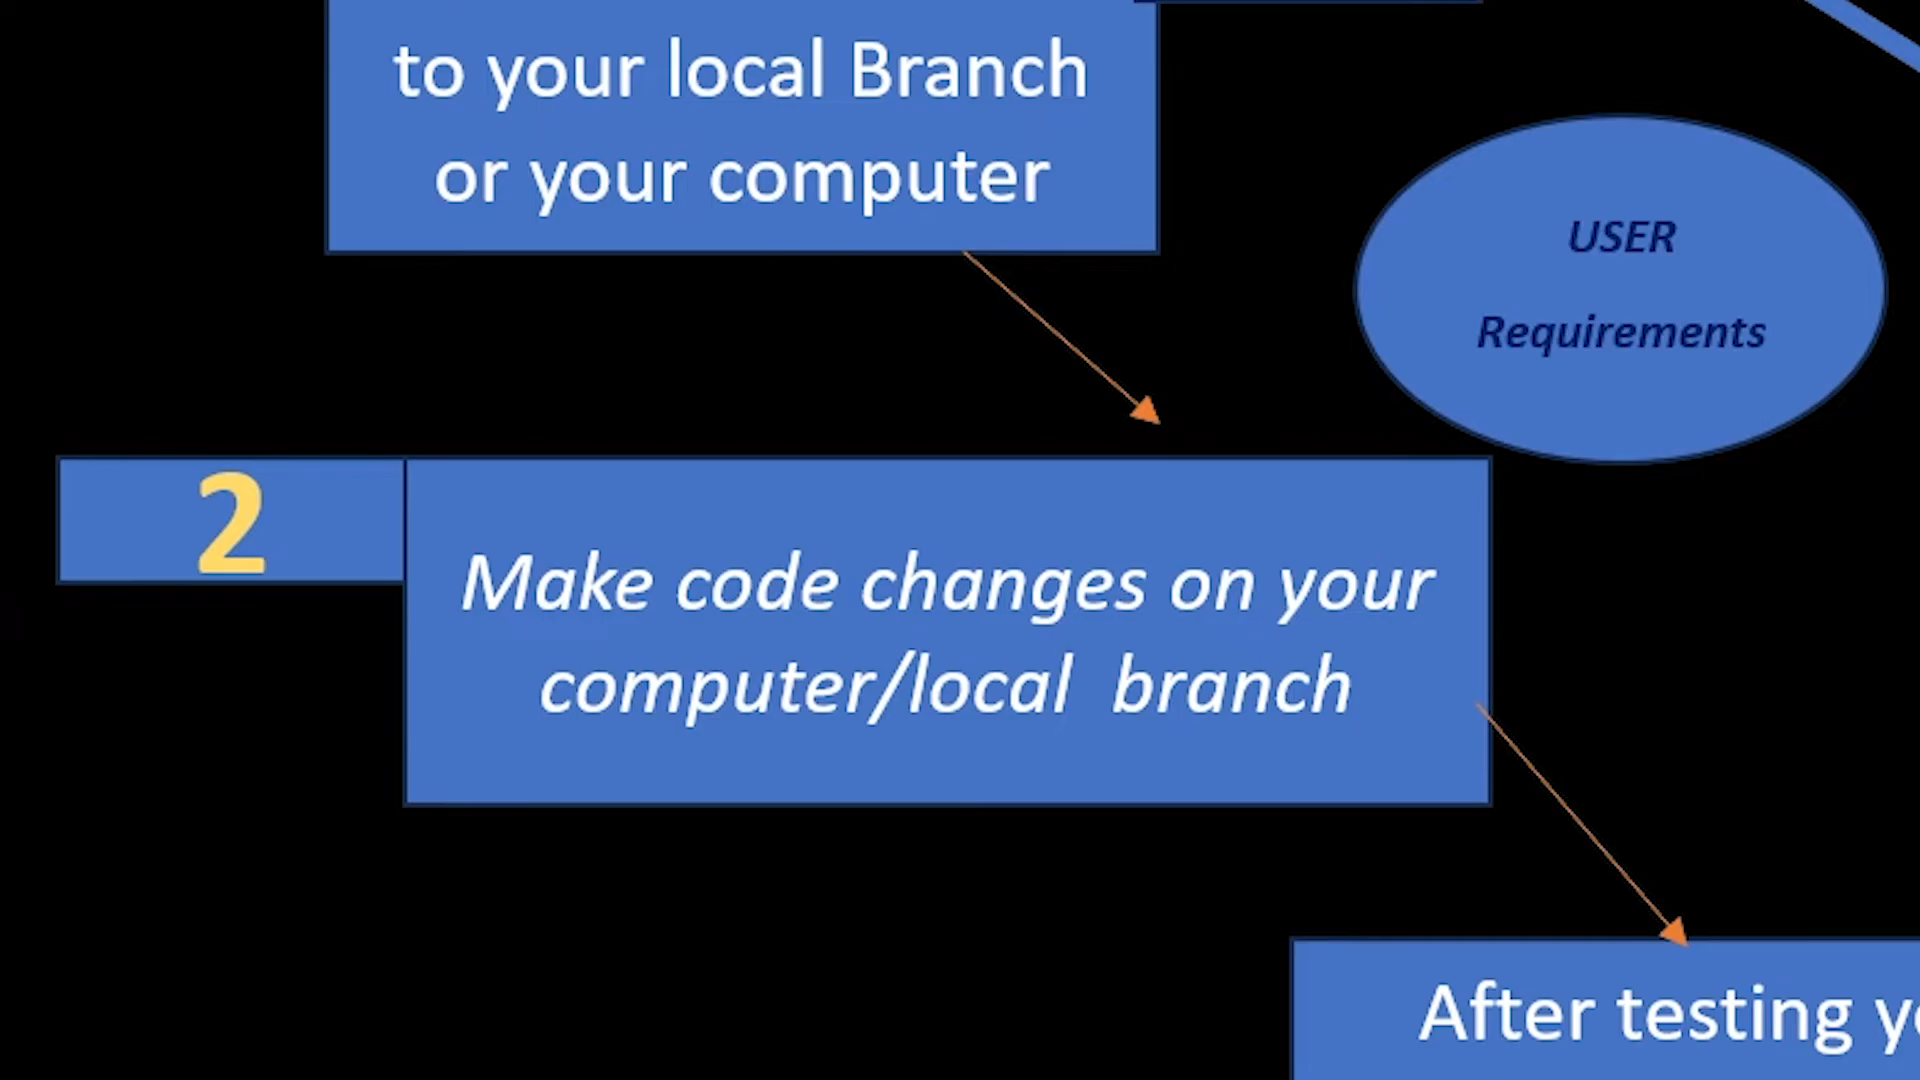 to your local Branch
or your computer
USER
Requirements
2
Make code changes on your
computer/local branch
After testing